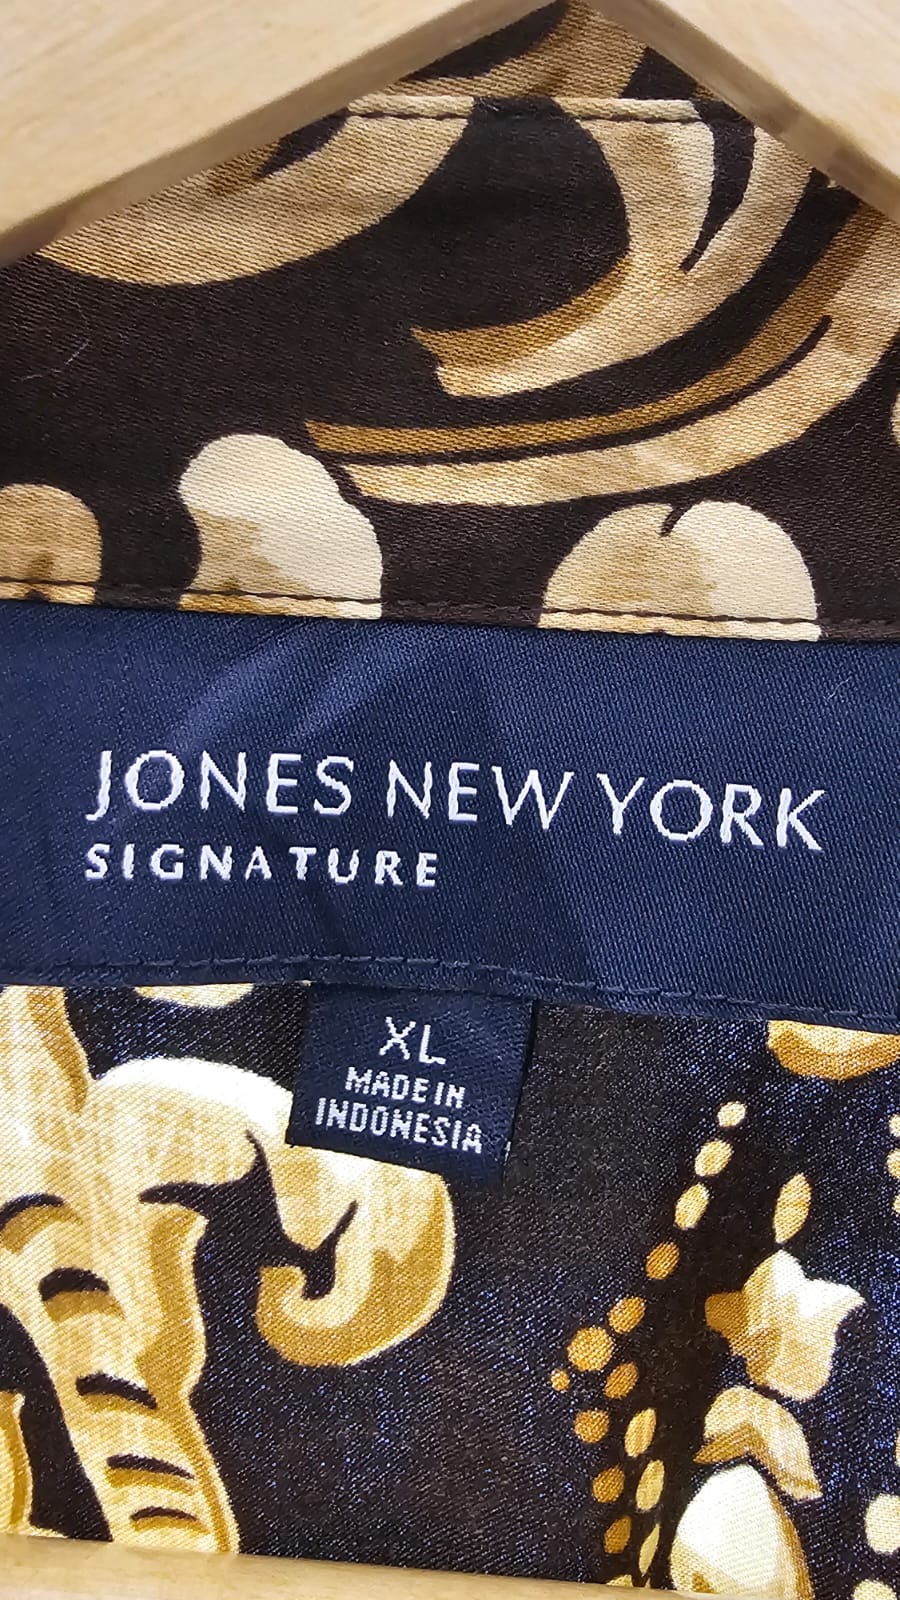 JONES NEW YORK
SIGNATURE
XL
MADE IN
INDONESIA